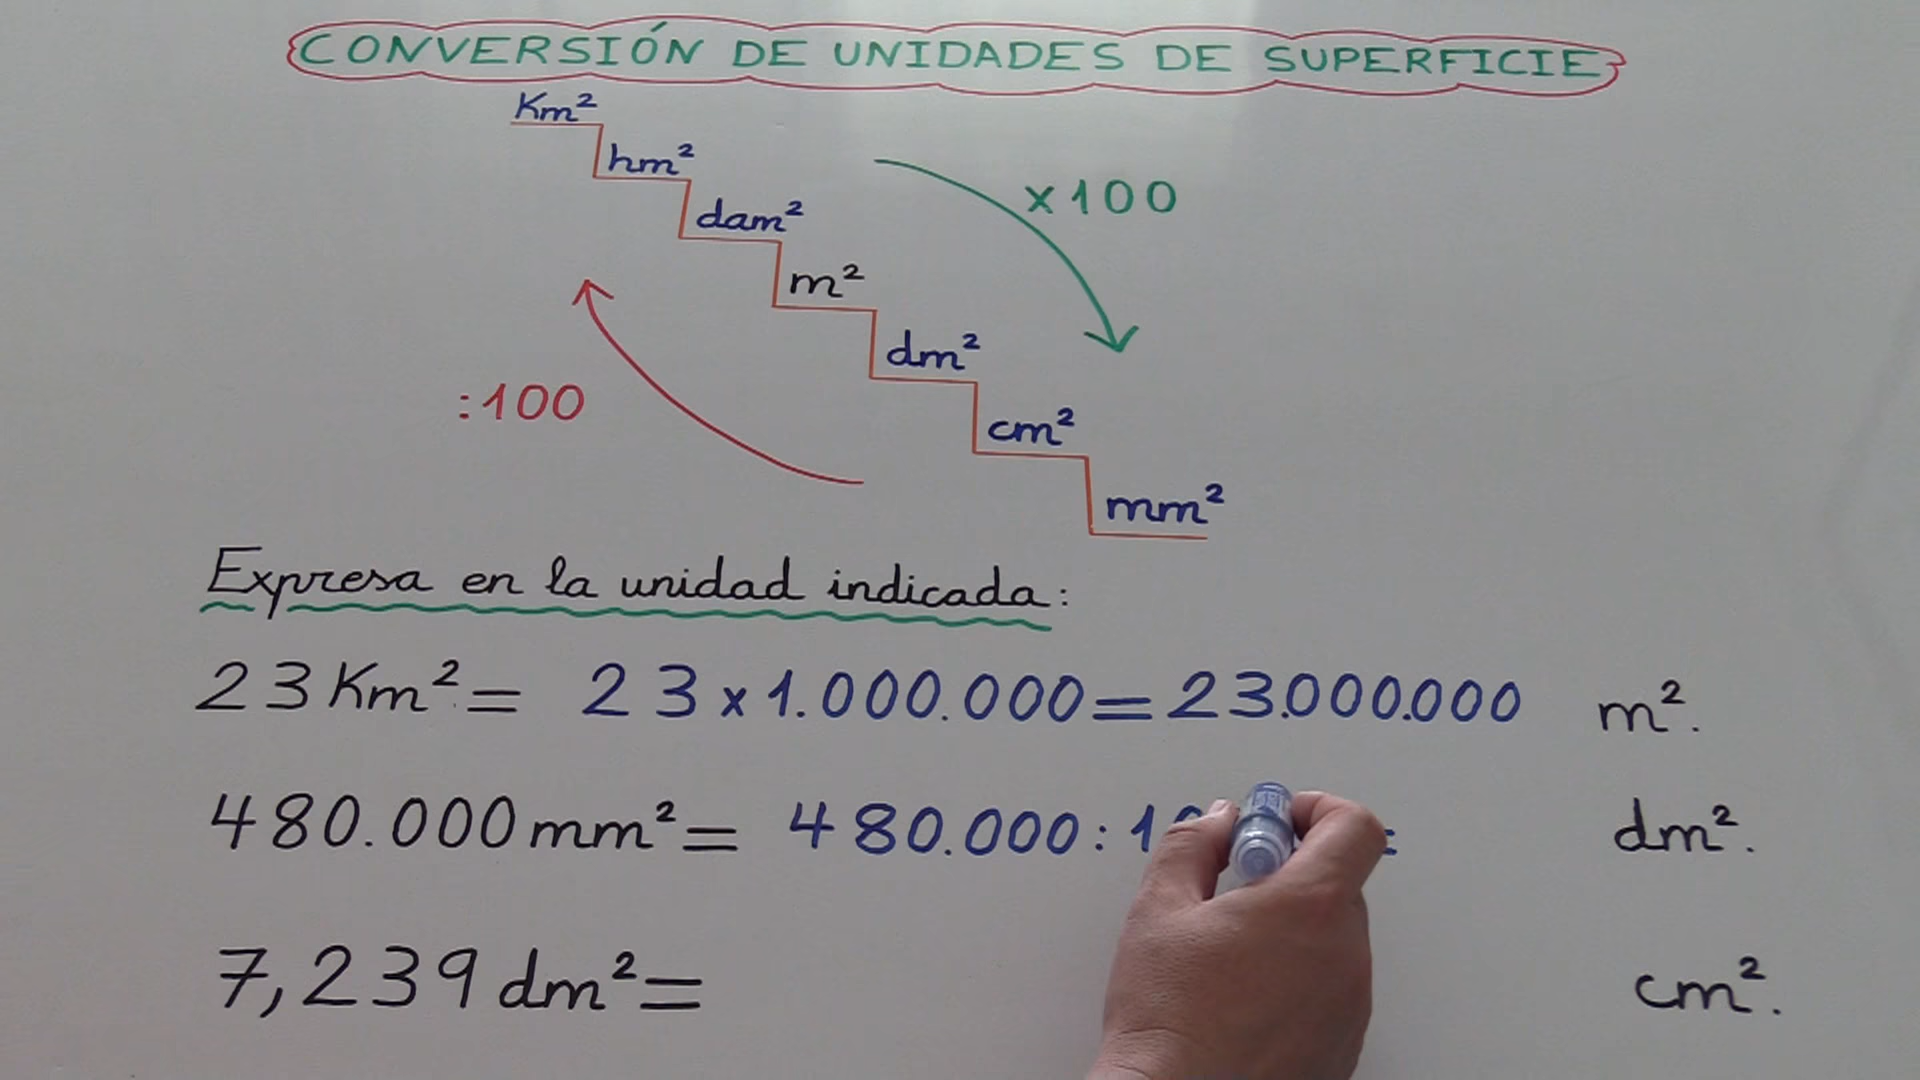 CONVERSIÓN DE UNIDADES DE SUPERFICIE
Km²
hm²
dam²
m²
dm²
cm²
mm²
x100
:100
Expresa en la unidad indicada:
23 Km² = 23 x 1.000.000 = 23.000.000 m².
480.000 mm² = 480.000 : 10 = dm².
7,239 dm² = cm².